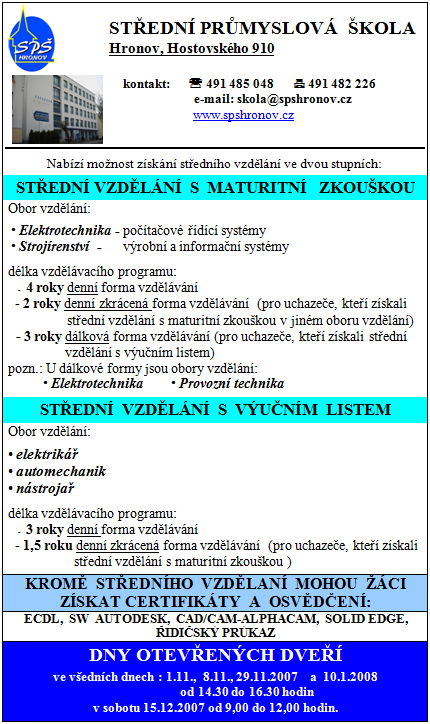 SPŠ
HRONOV
STŘEDNÍ PRŮMYSLOVÁ ŠKOLA
Hronov, Hostovského 910
kontakt: ☎ 491 485 048 🖷 491 482 226
e-mail: skola@spshronov.cz
www.spshronov.cz
Nabízí možnost získání středního vzdělání ve dvou stupních:
STŘEDNÍ VZDĚLÁNÍ S MATURITNÍ ZKOUŠKOU
Obor vzdělání:
• Elektrotechnika - počítačové řídící systémy
• Strojírenství - výrobní a informační systémy
délka vzdělávacího programu:
- 4 roky denní forma vzdělávání
- 2 roky denní zkrácená forma vzdělávání (pro uchazeče, kteří získali
střední vzdělání s maturitní zkouškou v jiném oboru vzdělání)
- 3 roky dálková forma vzdělávání (pro uchazeče, kteří získali střední
vzdělání s výučním listem)
pozn.: U dálkové formy jsou obory vzdělání:
• Elektrotechnika • Provozní technika
STŘEDNÍ VZDĚLÁNÍ S VÝUČNÍM LISTEM
Obor vzdělání:
• elektrikář
• automechanik
• nástrojař
délka vzdělávacího programu:
- 3 roky denní forma vzdělávání
- 1,5 roku denní zkrácená forma vzdělávání (pro uchazeče, kteří získali
střední vzdělání s maturitní zkouškou )
KROMĚ STŘEDNÍHO VZDĚLANÍ MOHOU ŽÁCI
ZÍSKAT CERTIFIKÁTY A OSVĚDČENÍ:
ECDL, SW AUTODESK, CAD/CAM-ALPHACAM, SOLID EDGE,
ŘIDIČSKÝ PRŮKAZ
DNY OTEVŘENÝCH DVEŘÍ
ve všedních dnech : 1.11., 8.11., 29.11.2007 a 10.1.2008
od 14.30 do 16.30 hodin
v sobotu 15.12.2007 od 9,00 do 12,00 hodin.